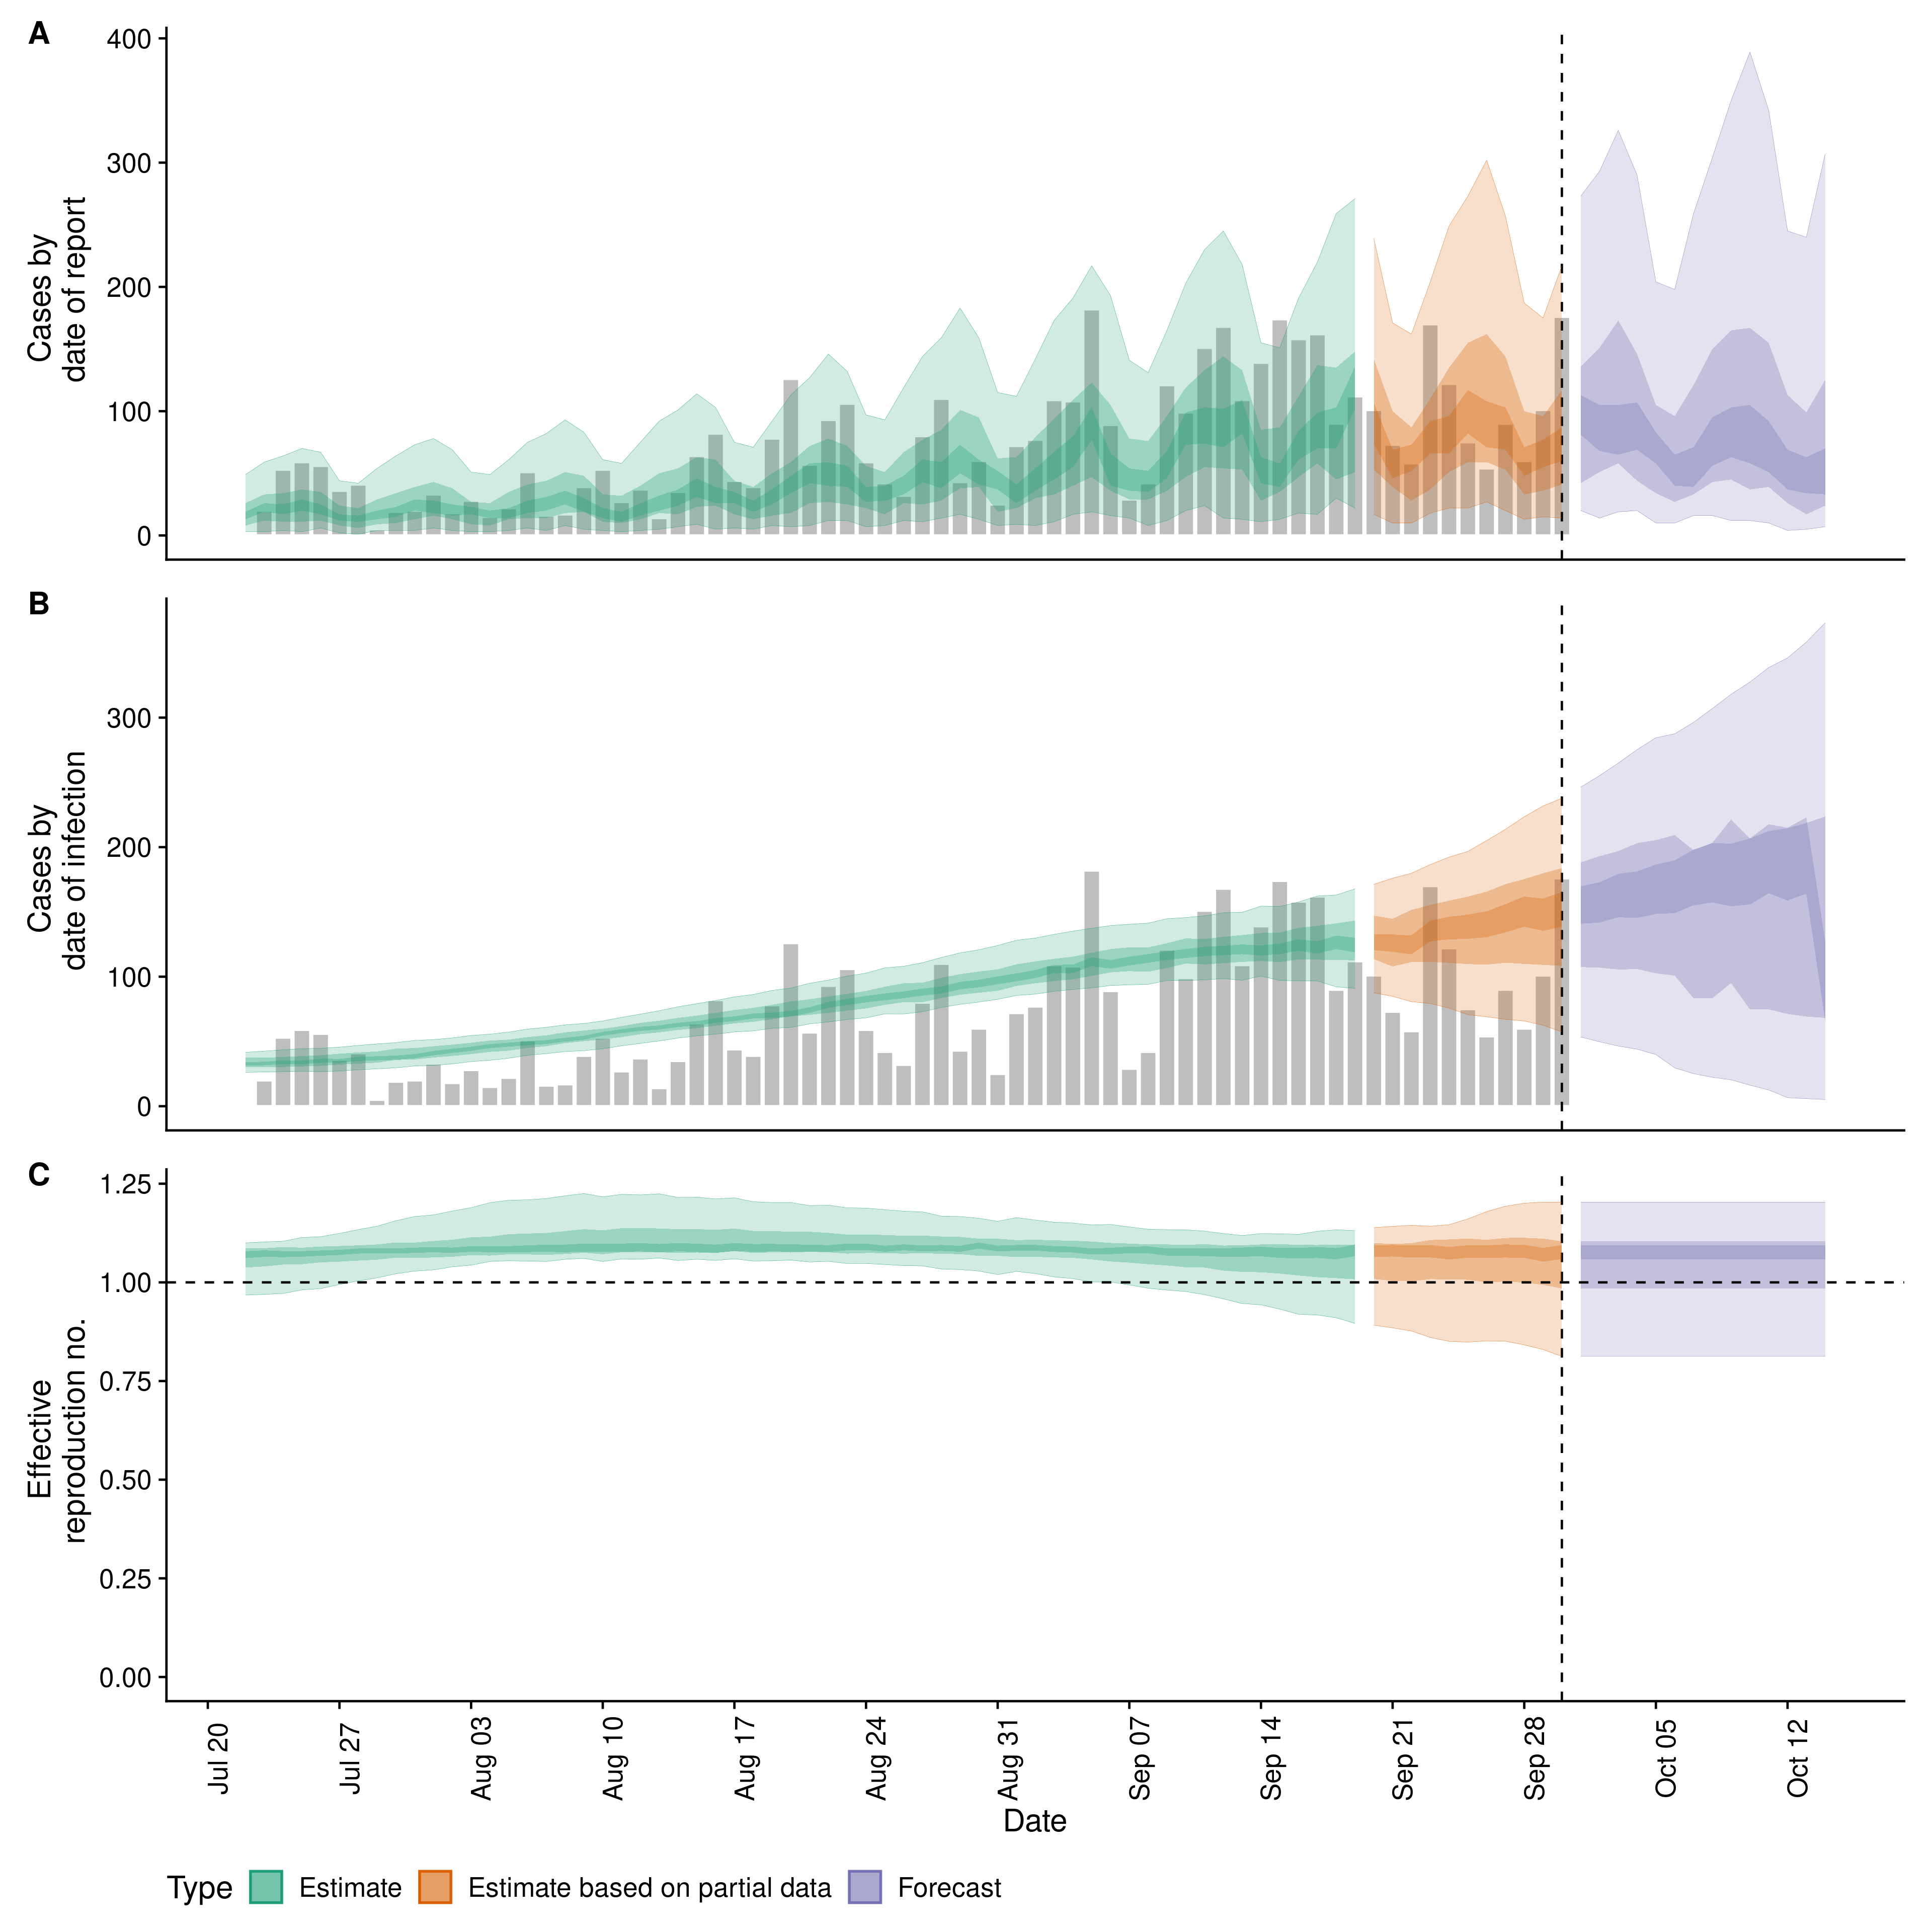 A
Cases by
date of report
400
300
200
100
0
B
Cases by
date of infection
300
200
100
0
C
Effective
reproduction no.
1.25
1.00
0.75
0.50
0.25
0.00
Jul 20
Jul 27
Aug 03
Aug 10
Aug 17
Aug 24
Aug 31
Sep 07
Sep 14
Sep 21
Sep 28
Oct 05
Oct 12
Date
Type Estimate Estimate based on partial data Forecast